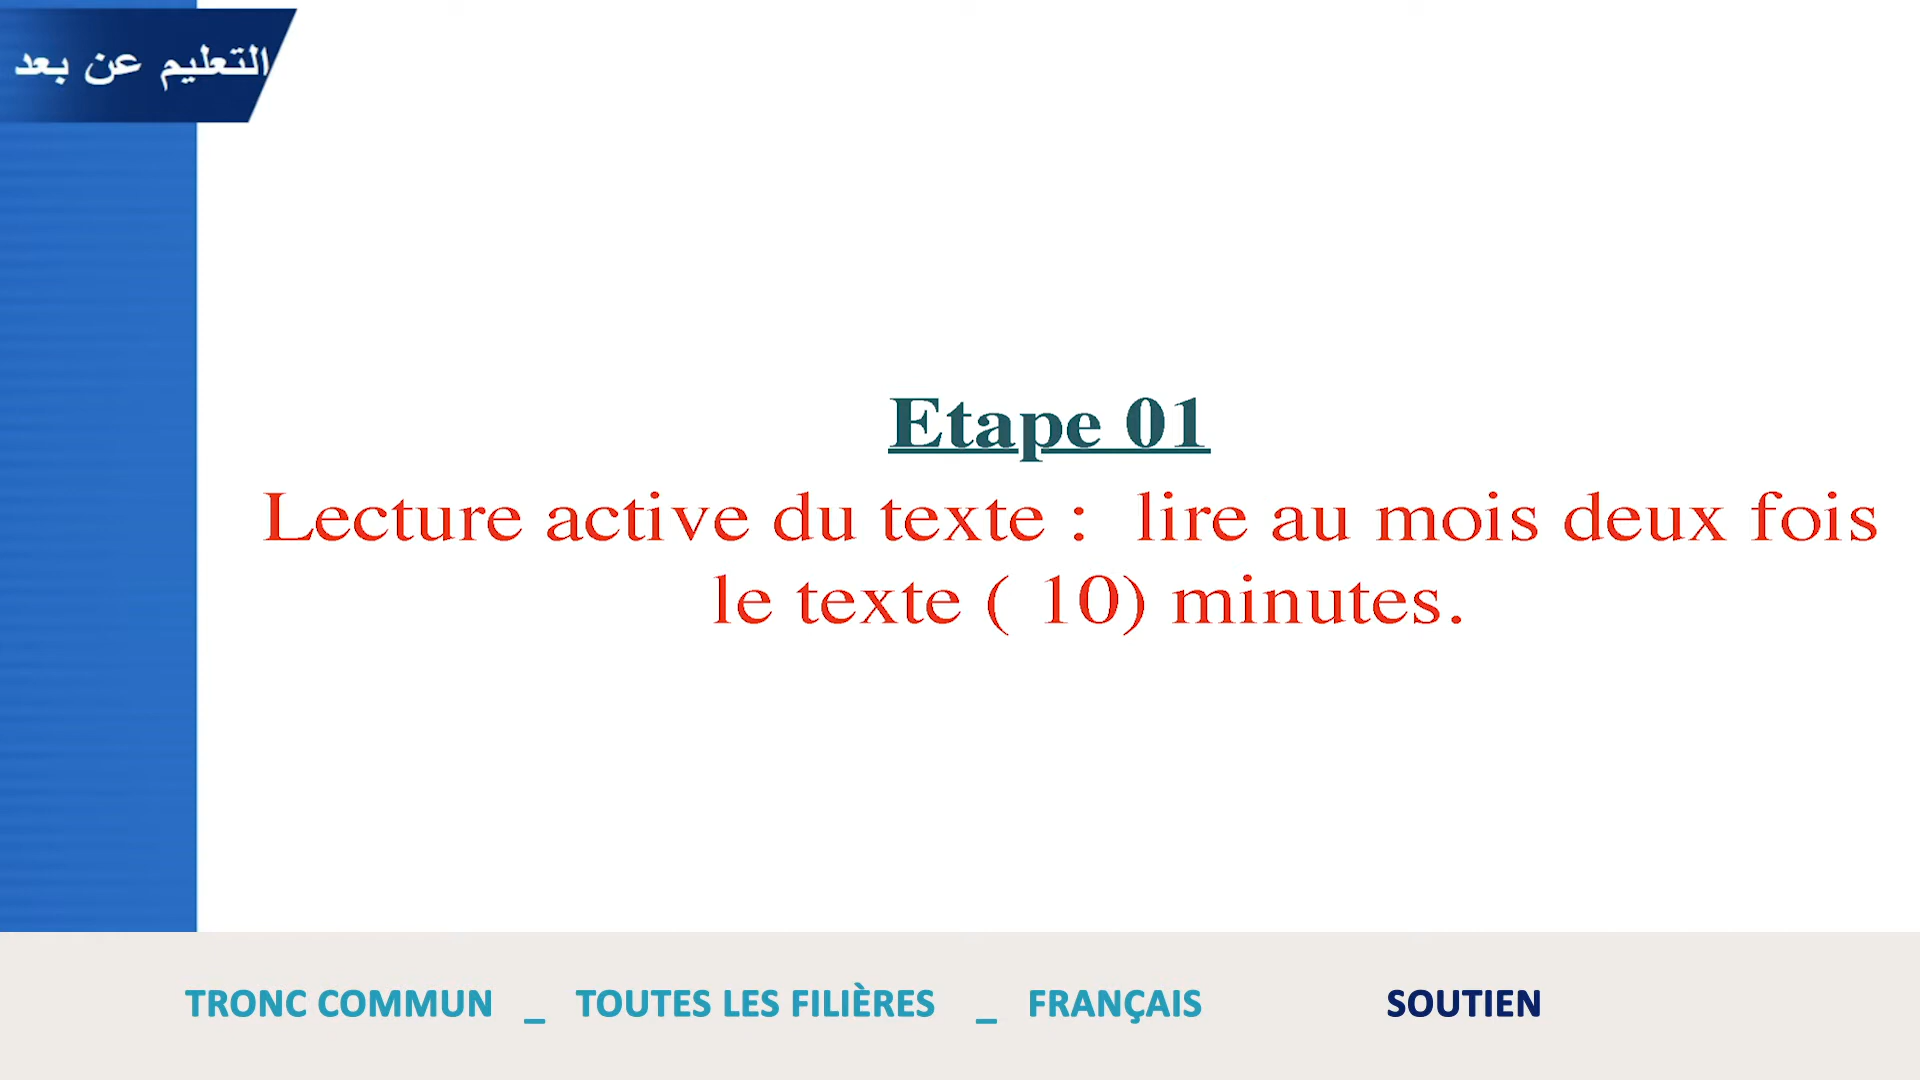 التعليم عن بعد
Etape 01
Lecture active du texte : lire au mois deux fois
le texte ( 10) minutes.
TRONC COMMUN _ TOUTES LES FILIÈRES _ FRANÇAIS SOUTIEN